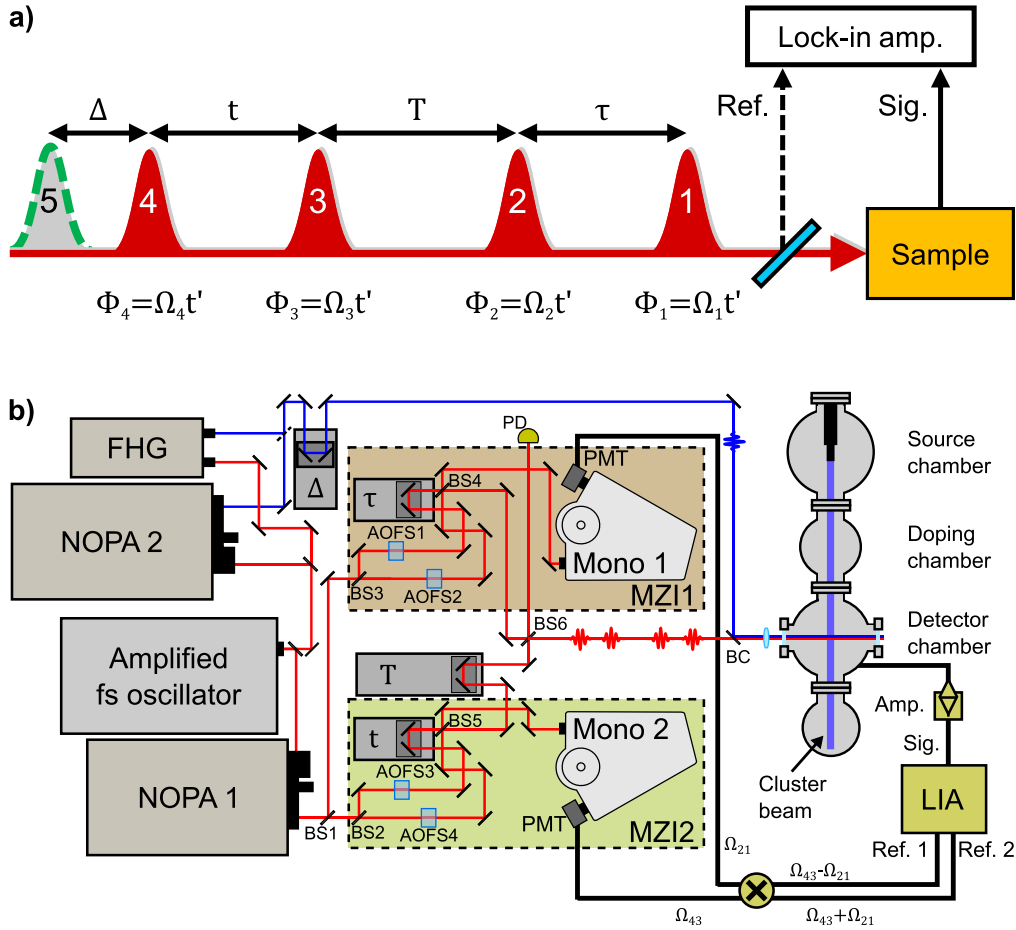 a)
Lock-in amp.
Δ
t
T
τ
Ref.
Sig.
5
4
3
2
1
Sample
Φ₄=Ω₄t'
Φ₃=Ω₃t'
Φ₂=Ω₂t'
Φ₁=Ω₁t'
b)
FHG
NOPA 2
Amplified
fs oscillator
NOPA 1
Δ
PD
PMT
τ
BS4
AOFS1
BS3
AOFS2
Mono 1
MZI1
BS6
BC
T
t
BS5
AOFS3
BS1
BS2
AOFS4
Mono 2
PMT
MZI2
Source
chamber
Doping
chamber
Detector
chamber
Amp.
Sig.
Cluster
beam
LIA
Ref. 1
Ref. 2
Ω₂₁
Ω₄₃-Ω₂₁
Ω₄₃
Ω₄₃+Ω₂₁